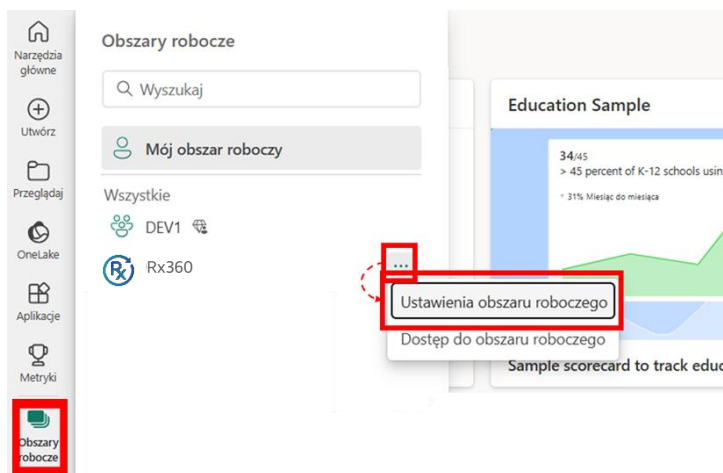 Narzędzia
główne
Utwórz
Przeglądaj
OneLake
Aplikacje
Metryki
Obszary
robocze
Obszary robocze
Wyszukaj
Mój obszar roboczy
Wszystkie
DEV1
Rx Rx360
...
Ustawienia obszaru roboczego
Dostęp do obszaru roboczego
Education Sample
34/45
> 45 percent of K-12 schools usin
* 31% Miesiąc do miesiąca
Sample scorecard to track educ